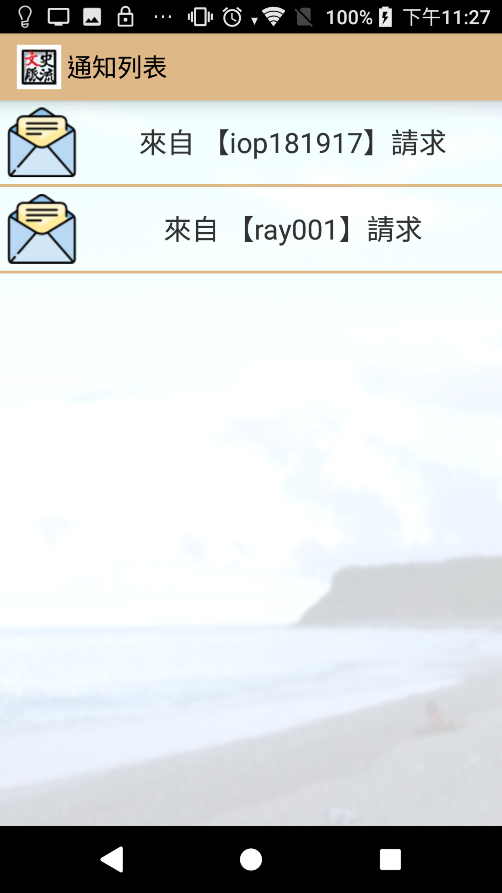 100% 下午11:27
文史脈流 通知列表
來自 【iop181917】請求
來自 【ray001】請求